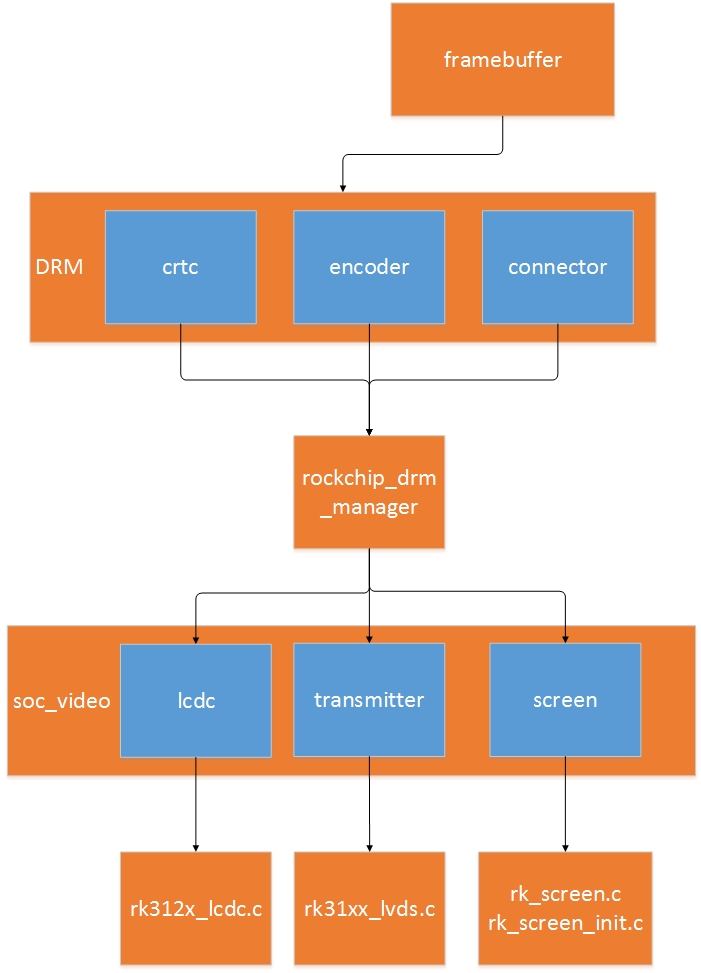 framebuffer
DRM
crtc
encoder
connector
rockchip_drm
_manager
soc_video
lcdc
transmitter
screen
rk312x_lcdc.c
rk31xx_lvds.c
rk_screen.c
rk_screen_init.c